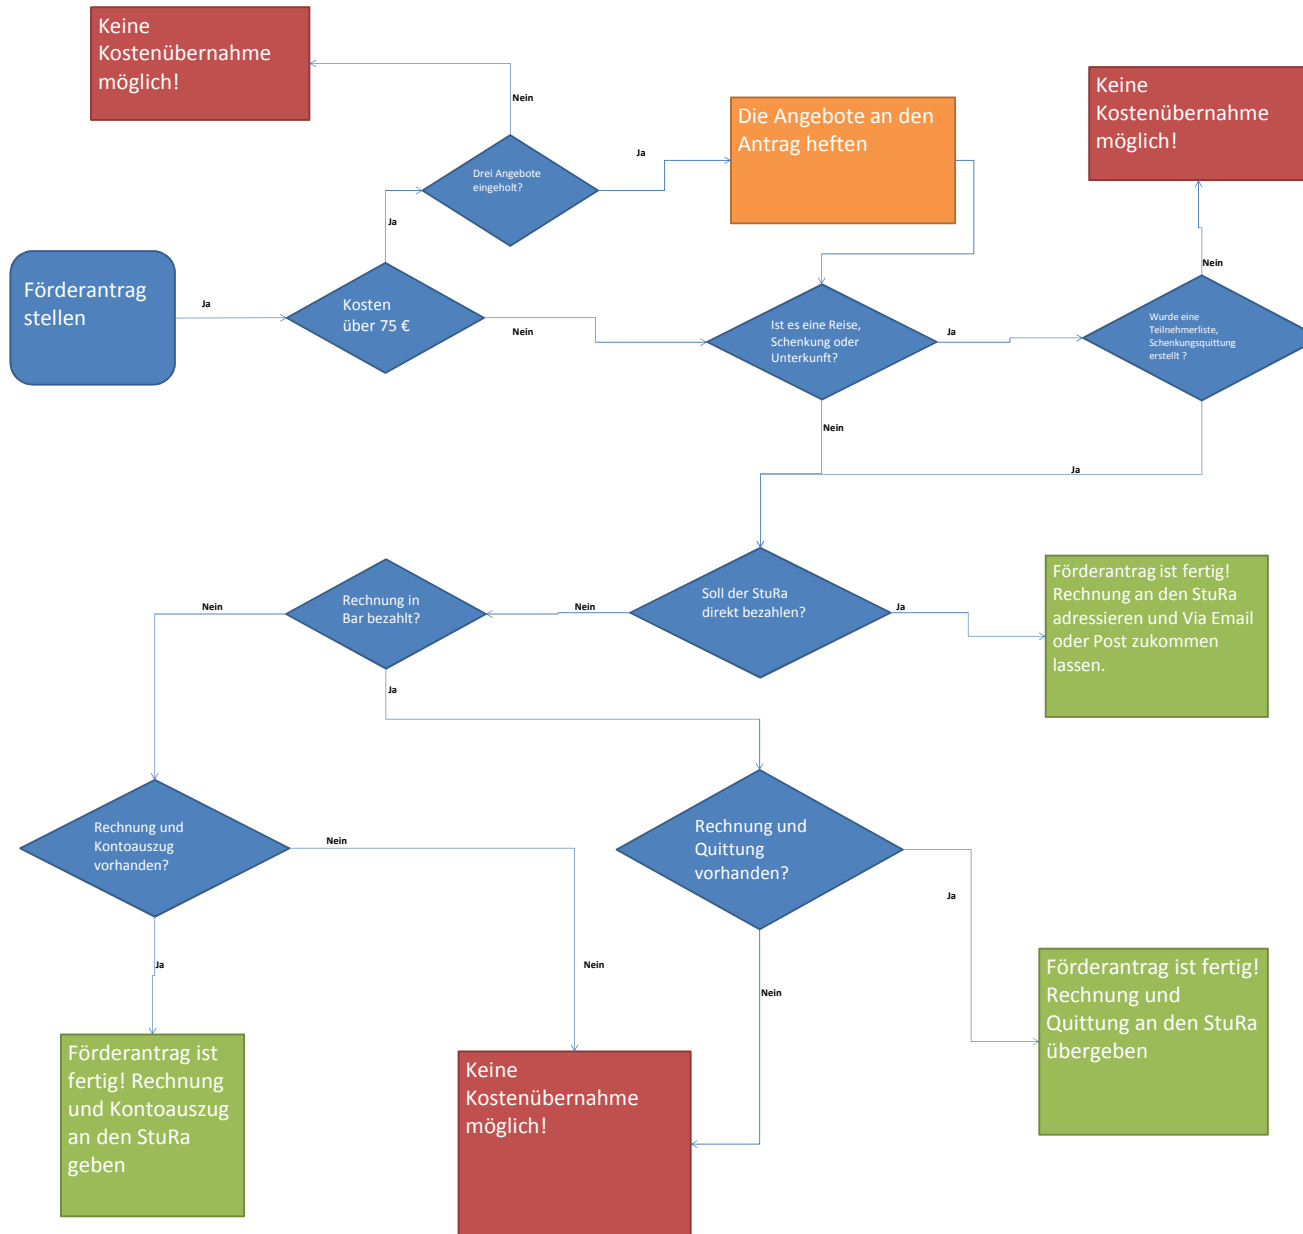 Keine
Kostenübernahme
möglich!
Nein
Keine
Kostenübernahme
möglich!
Die Angebote an den
Antrag heften
Ja
Drei Angebote
eingeholt?
Ja
Förderantrag
stellen
Ja
Kosten
über 75 €
Nein
Ist es eine Reise,
Schenkung oder
Unterkunft?
Ja
Nein
Wurde eine
Teilnehmerliste,
Schenkungsquittung
erstellt ?
Nein
Ja
Soll der StuRa
direkt bezahlen?
Ja
Förderantrag ist fertig!
Rechnung an den StuRa
adressieren und Via Email
oder Post zukommen
lassen.
Nein
Rechnung in
Bar bezahlt?
Nein
Ja
Rechnung und
Kontoauszug
vorhanden?
Nein
Rechnung und
Quittung
vorhanden?
Ja
Ja
Nein
Nein
Förderantrag ist fertig!
Rechnung und
Quittung an den StuRa
übergeben
Förderantrag ist
fertig! Rechnung
und Kontoauszug
an den StuRa
geben
Keine
Kostenübernahme
möglich!